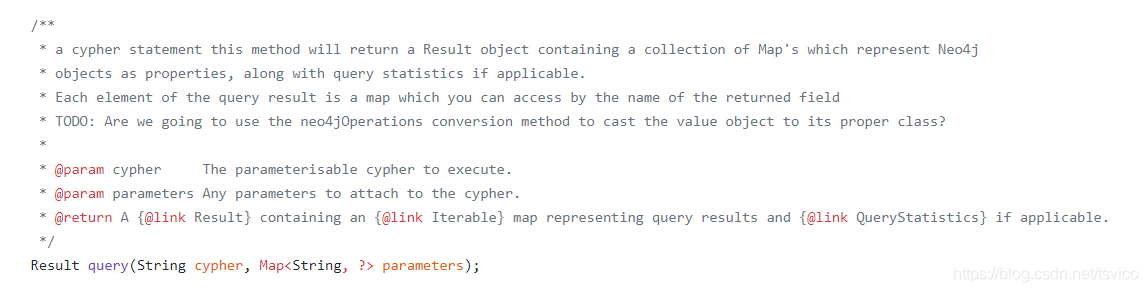 /**
 * a cypher statement this method will return a Result object containing a collection of Map's which represent Neo4j
 * objects as properties, along with query statistics if applicable.
 * Each element of the query result is a map which you can access by the name of the returned field
 * TODO: Are we going to use the neo4jOperations conversion method to cast the value object to its proper class?
 *
 * @param cypher     The parameterisable cypher to execute.
 * @param parameters Any parameters to attach to the cypher.
 * @return A {@link Result} containing an {@link Iterable} map representing query results and {@link QueryStatistics} if applicable.
 */
Result query(String cypher, Map<String, ?> parameters);
https://blog.csdn.net/tsvico